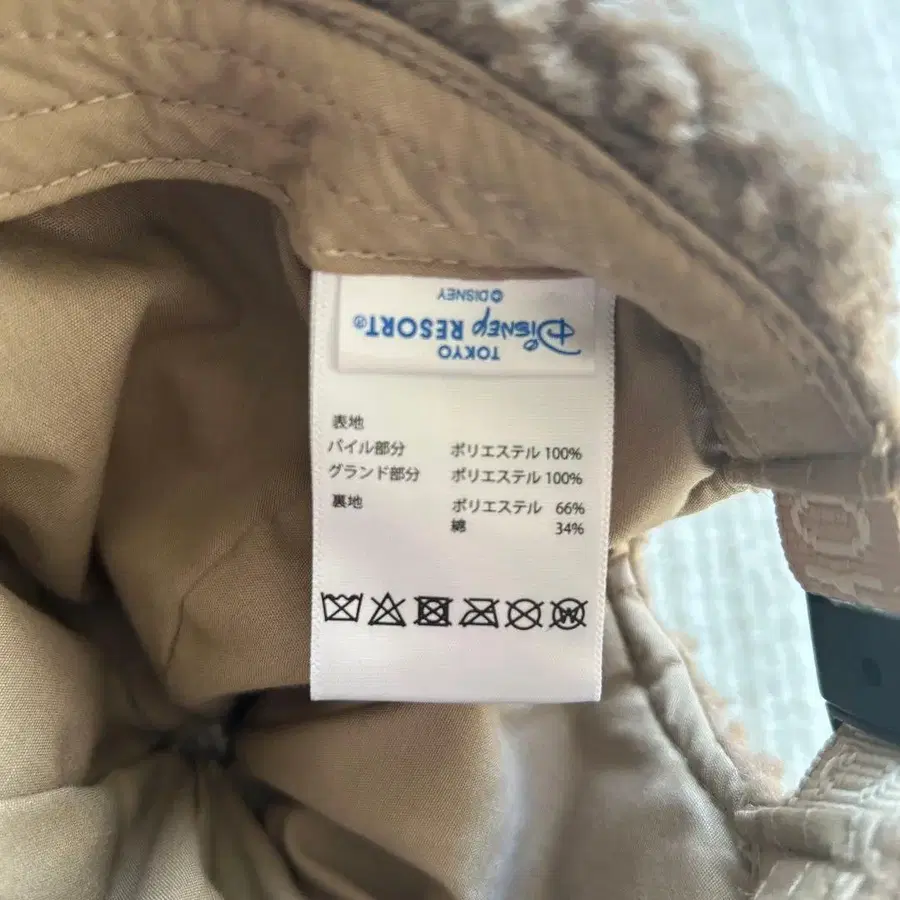 TOKYO
Disney RESORT®
© DISNEY
表地
パイル部分 ポリエステル 100%
グランド部分 ポリエステル 100%
裏地 ポリエステル 66%
綿 34%
W